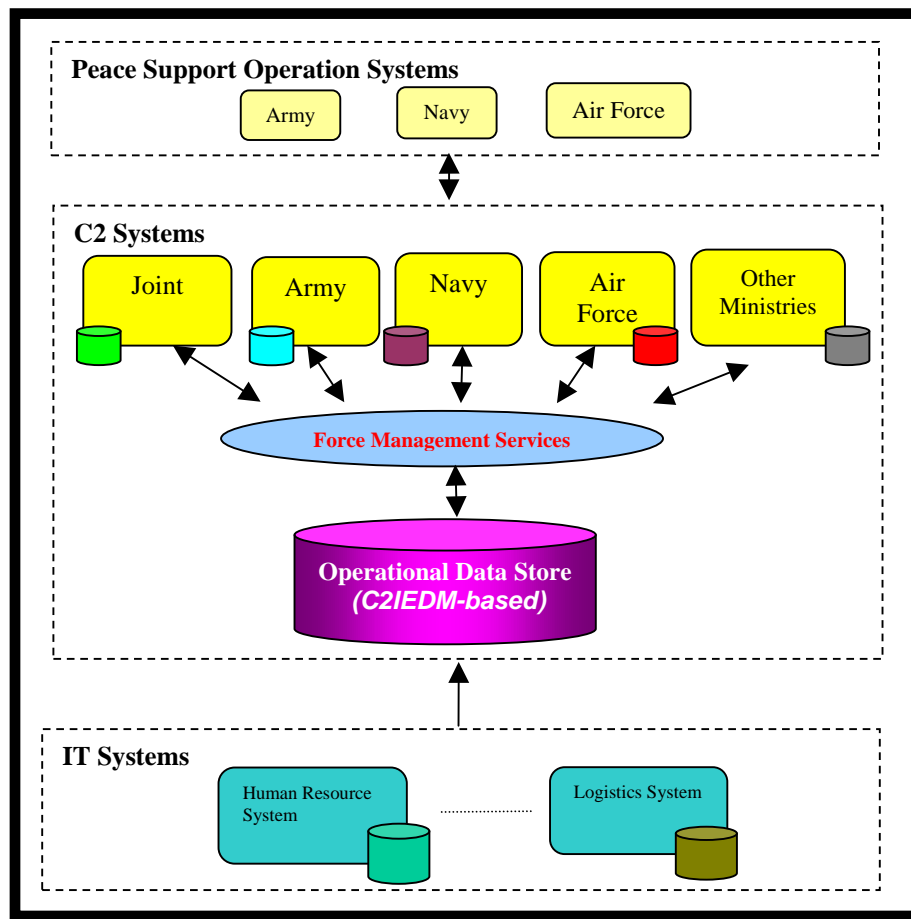 Peace Support Operation Systems
Army
Navy
Air Force
C2 Systems
Joint
Army
Navy
Air
Force
Other
Ministries
Force Management Services
Operational Data Store
(C2IEDM-based)
IT Systems
Human Resource
System
Logistics System